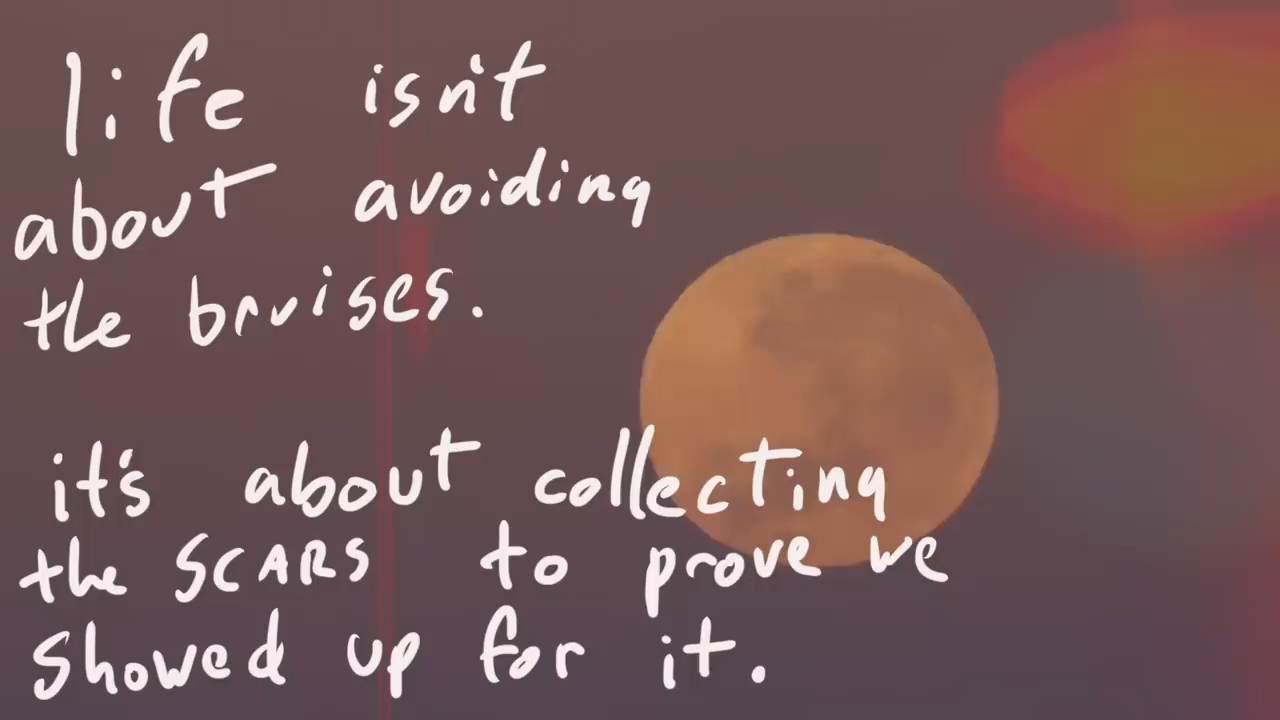 life isn't
about avoiding
the bruises.
it's about collecting
the SCARS to prove we
showed up for it.